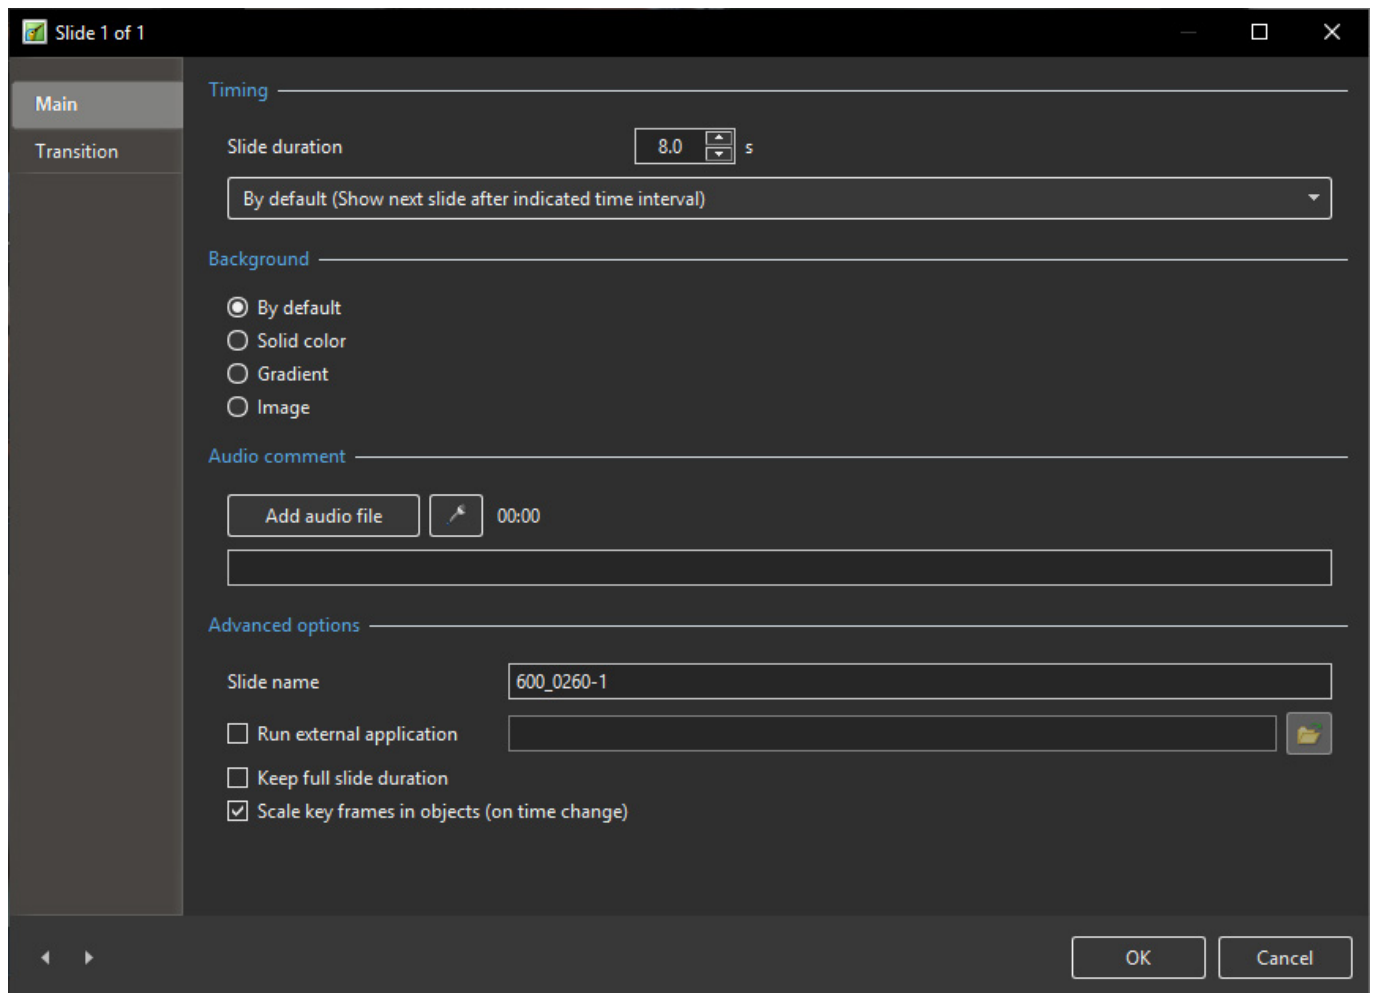 Slide 1 of 1
Main
Transition
Timing
Slide duration 8.0 s
By default (Show next slide after indicated time interval)
Background
By default
Solid color
Gradient
Image
Audio comment
Add audio file 00:00
Advanced options
Slide name 600_0260-1
Run external application
Keep full slide duration
Scale key frames in objects (on time change)
OK Cancel